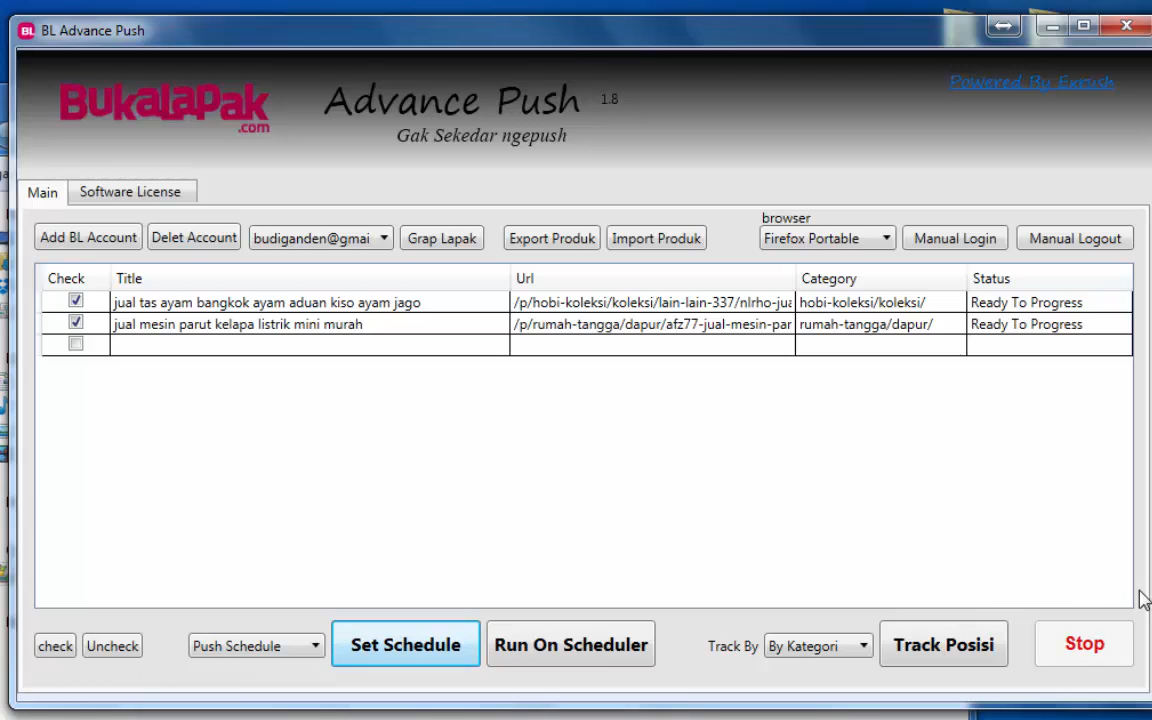 BL BL Advance Push
BukaLaPak
.com
Advance Push 1.8
Gak Sekedar ngepush
Powered By Exrush
Main Software License
browser
Add BL Account Delet Account budiganden@gmai Grap Lapak Export Produk Import Produk Firefox Portable Manual Login Manual Logout
Check Title Url Category Status
jual tas ayam bangkok ayam aduan kiso ayam jago /p/hobi-koleksi/koleksi/lain-lain-337/nlrho-jua hobi-koleksi/koleksi/ Ready To Progress
jual mesin parut kelapa listrik mini murah /p/rumah-tangga/dapur/afz77-jual-mesin-par rumah-tangga/dapur/ Ready To Progress
check Uncheck Push Schedule Set Schedule Run On Scheduler Track By By Kategori Track Posisi Stop